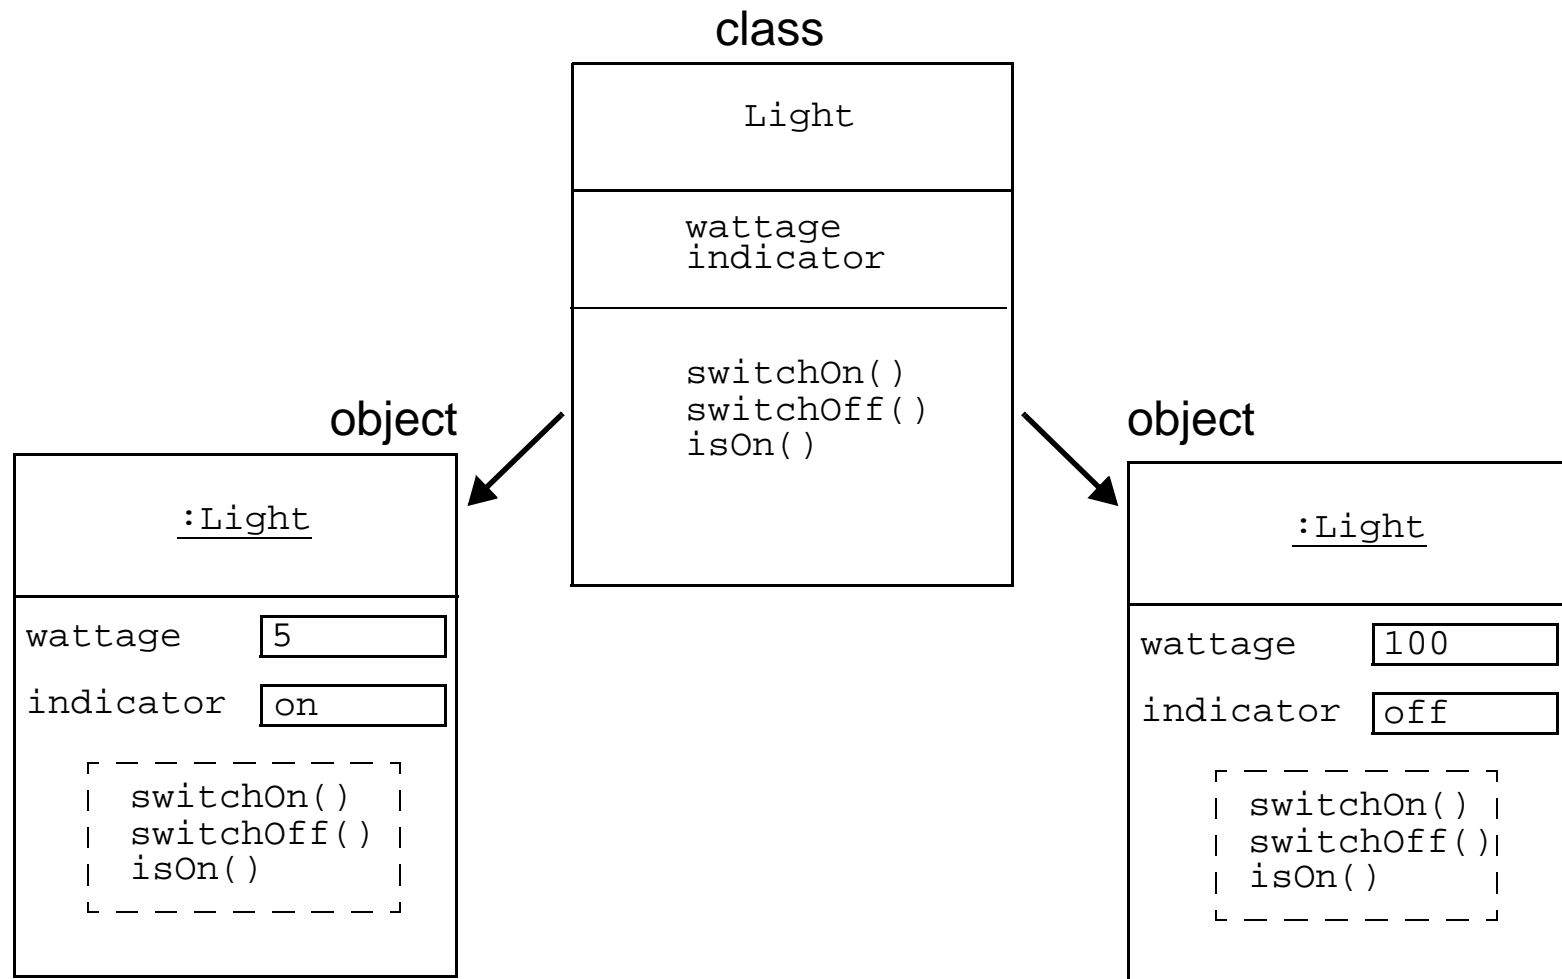 class
Light
wattage
indicator
switchOn()
switchOff()
isOn()
object
:Light
wattage 5
indicator on
switchOn()
switchOff()
isOn()
object
:Light
wattage 100
indicator off
switchOn()
switchOff()
isOn()